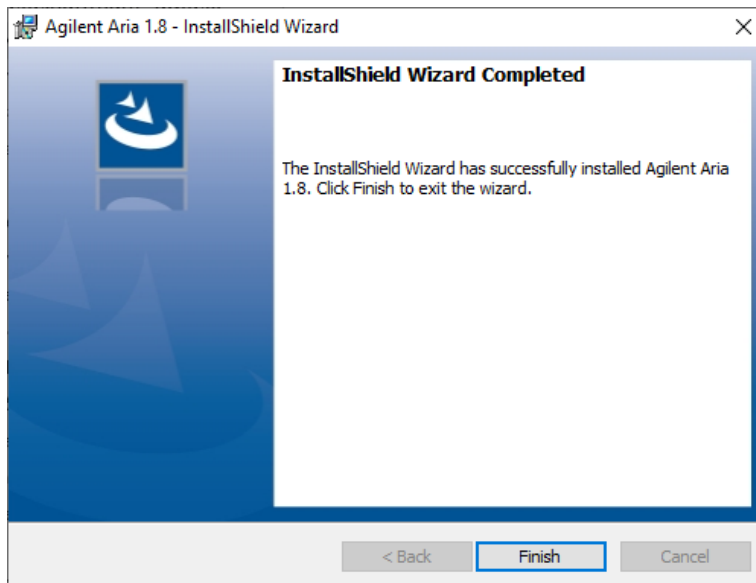 Agilent Aria 1.8 - InstallShield Wizard
InstallShield Wizard Completed
The InstallShield Wizard has successfully installed Agilent Aria
1.8. Click Finish to exit the wizard.
< Back
Finish
Cancel